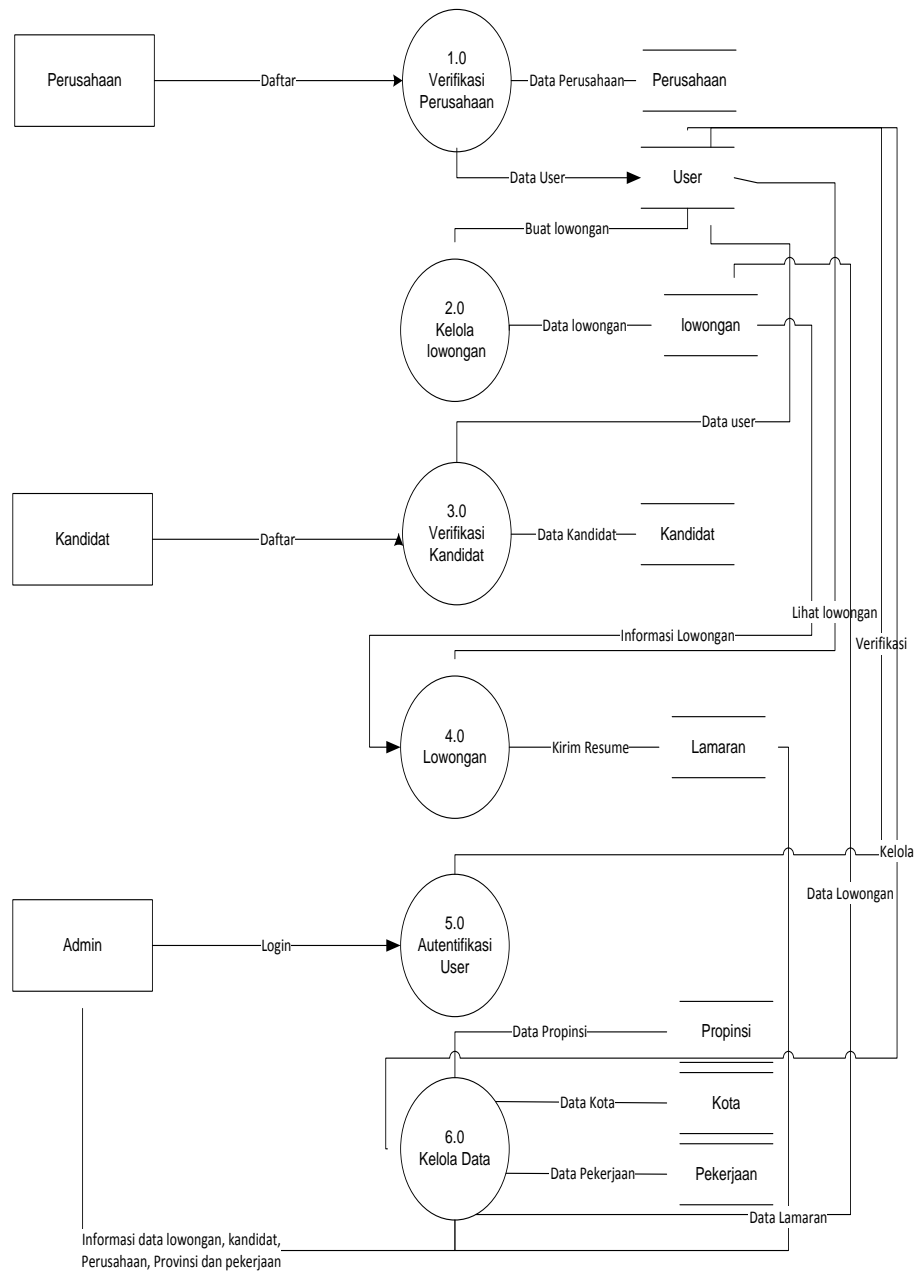 Perusahaan
Daftar
1.0
Verifikasi
Perusahaan
Data Perusahaan
Perusahaan
Data User
User
Buat lowongan
2.0
Kelola
lowongan
Data lowongan
lowongan
Data user
Kandidat
Daftar
3.0
Verifikasi
Kandidat
Data Kandidat
Kandidat
Lihat lowongan
Informasi Lowongan
Verifikasi
4.0
Lowongan
Kirim Resume
Lamaran
Kelola
Data Lowongan
Admin
Login
5.0
Autentifikasi
User
Data Propinsi
Propinsi
Data Kota
Kota
6.0
Kelola Data
Data Pekerjaan
Pekerjaan
Data Lamaran
Informasi data lowongan, kandidat,
Perusahaan, Provinsi dan pekerjaan